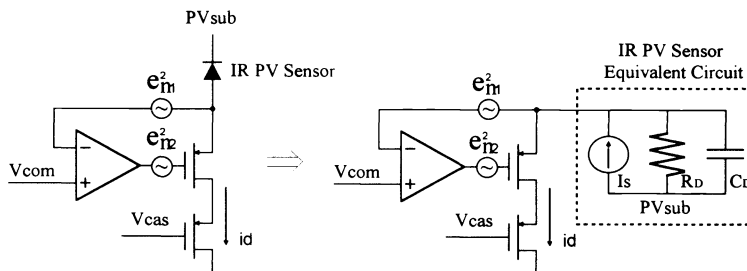 PVsub
IR PV Sensor
e²n1
e²n2
−
+
Vcom
Vcas
id
IR PV Sensor
Equivalent Circuit
e²n1
e²n2
−
+
Vcom
Vcas
id
Is
RD
CD
PVsub